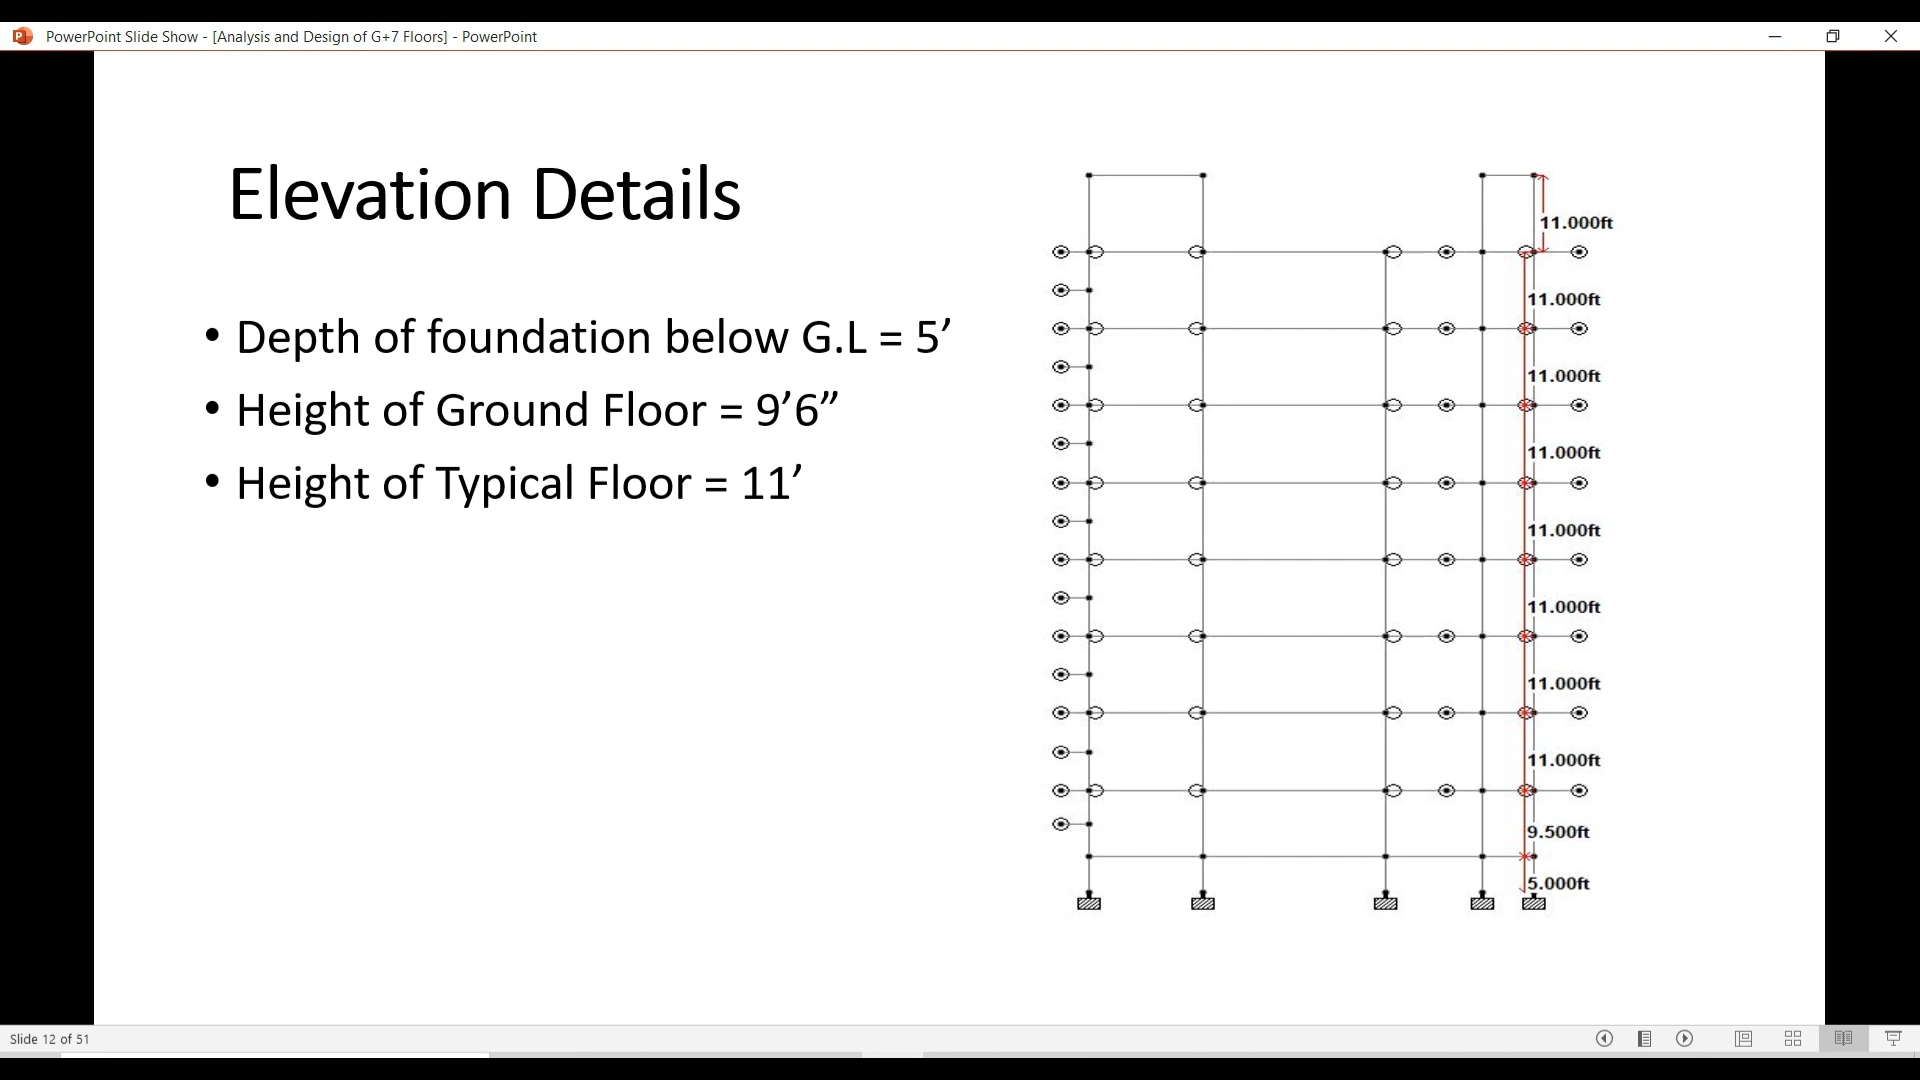 PowerPoint Slide Show - [Analysis and Design of G+7 Floors] - PowerPoint
Elevation Details
• Depth of foundation below G.L = 5’
• Height of Ground Floor = 9’6”
• Height of Typical Floor = 11’
11.000ft
11.000ft
11.000ft
11.000ft
11.000ft
11.000ft
11.000ft
11.000ft
9.500ft
5.000ft
Slide 12 of 51